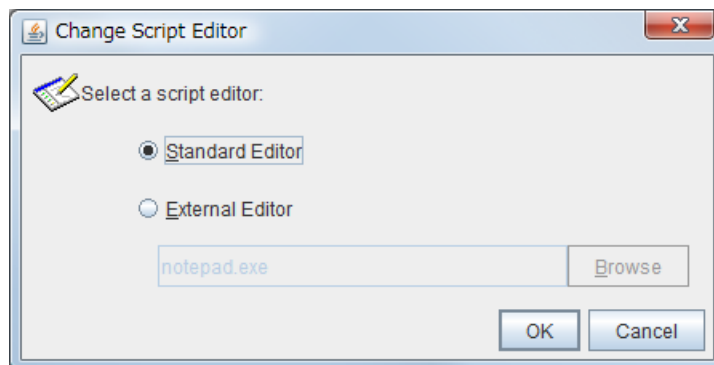 Change Script Editor
Select a script editor:
Standard Editor
External Editor
notepad.exe Browse
OK Cancel